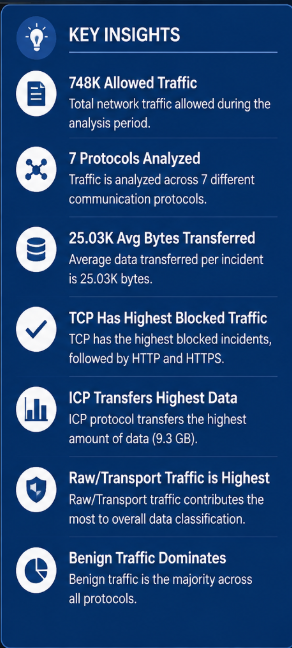 KEY INSIGHTS
748K Allowed Traffic
Total network traffic allowed during the
analysis period.
7 Protocols Analyzed
Traffic is analyzed across 7 different
communication protocols.
25.03K Avg Bytes Transferred
Average data transferred per incident
is 25.03K bytes.
TCP Has Highest Blocked Traffic
TCP has the highest blocked incidents,
followed by HTTP and HTTPS.
ICP Transfers Highest Data
ICP protocol transfers the highest
amount of data (9.3 GB).
Raw/Transport Traffic is Highest
Raw/Transport traffic contributes the
most to overall data classification.
Benign Traffic Dominates
Benign traffic is the majority across
all protocols.